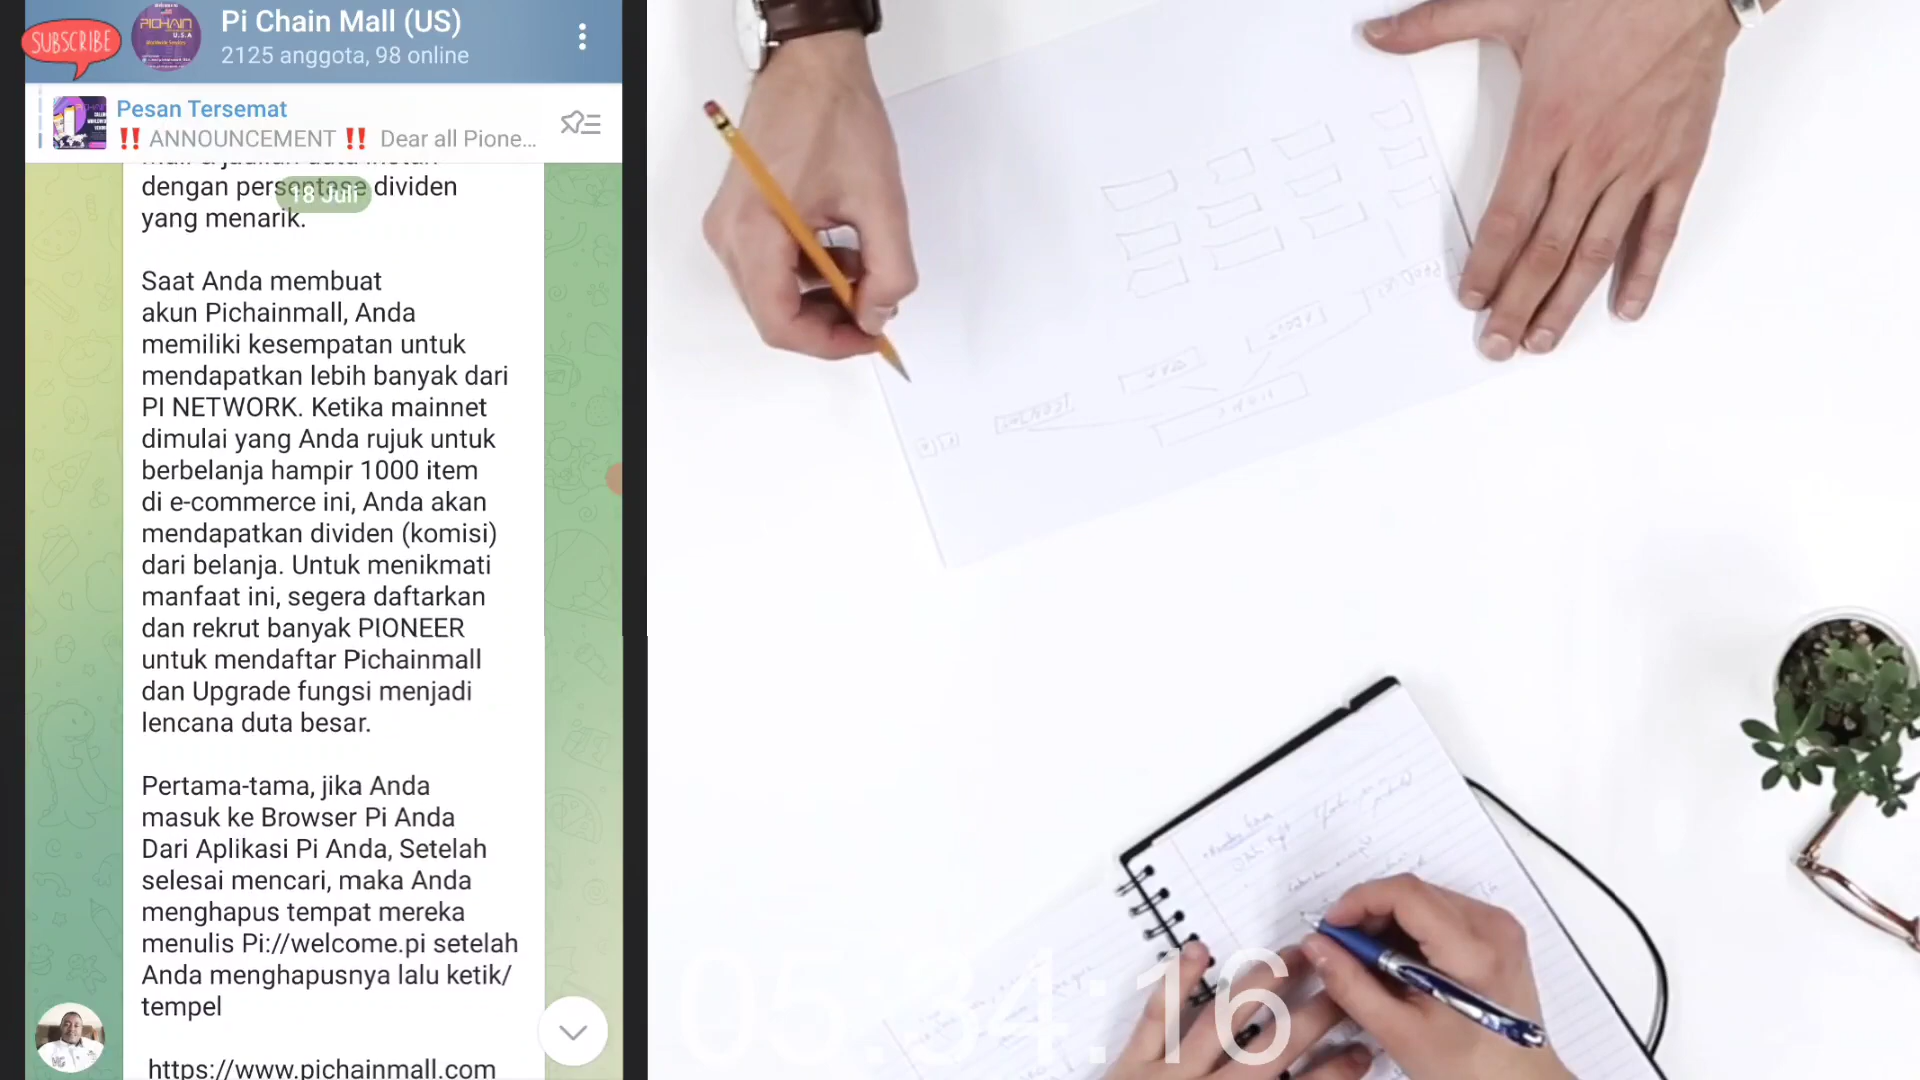 SUBSCRIBE
PICHAIN
U.S.A
Pi Chain Mall (US)
2125 anggota, 98 online
Pesan Tersemat
‼️ ANNOUNCEMENT ‼️ Dear all Pione...
18 Juli
dengan persentase dividen
yang menarik.
Saat Anda membuat
akun Pichainmall, Anda
memiliki kesempatan untuk
mendapatkan lebih banyak dari
PI NETWORK. Ketika mainnet
dimulai yang Anda rujuk untuk
berbelanja hampir 1000 item
di e-commerce ini, Anda akan
mendapatkan dividen (komisi)
dari belanja. Untuk menikmati
manfaat ini, segera daftarkan
dan rekrut banyak PIONEER
untuk mendaftar Pichainmall
dan Upgrade fungsi menjadi
lencana duta besar.
Pertama-tama, jika Anda
masuk ke Browser Pi Anda
Dari Aplikasi Pi Anda, Setelah
selesai mencari, maka Anda
menghapus tempat mereka
menulis Pi://welcome.pi setelah
Anda menghapusnya lalu ketik/
tempel
https://www.pichainmall.com
05:34:16